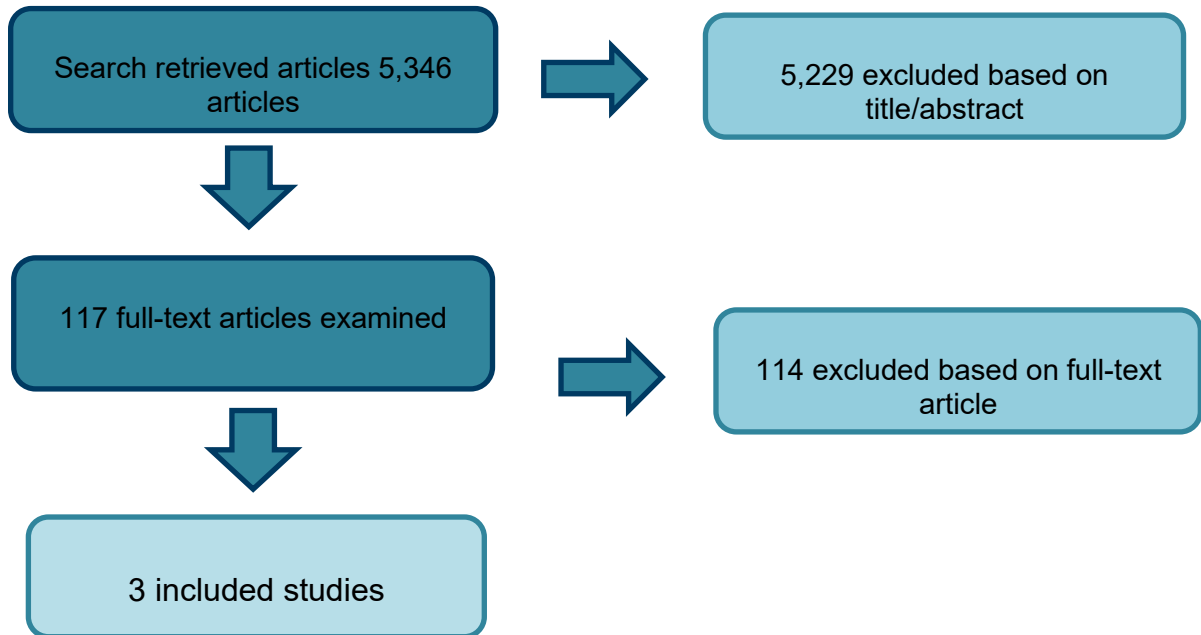 Search retrieved articles 5,346
articles
5,229 excluded based on
title/abstract
117 full-text articles examined
114 excluded based on full-text
article
3 included studies